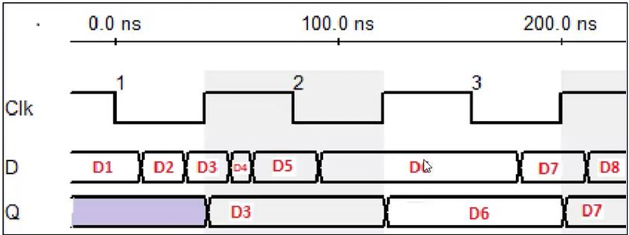 0.0 ns 100.0 ns 200.0 ns
1 2 3
Clk
D D1 D2 D3 D4 D5 D7 D8
Q D3 D6 D7